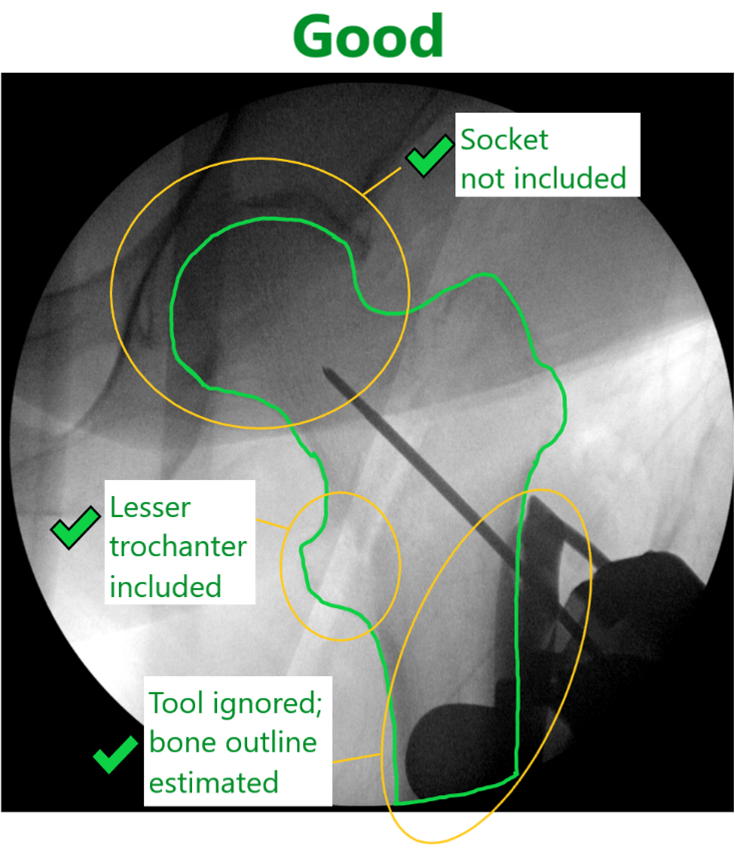 Good
Socket
not included
Lesser
trochanter
included
Tool ignored;
bone outline
estimated